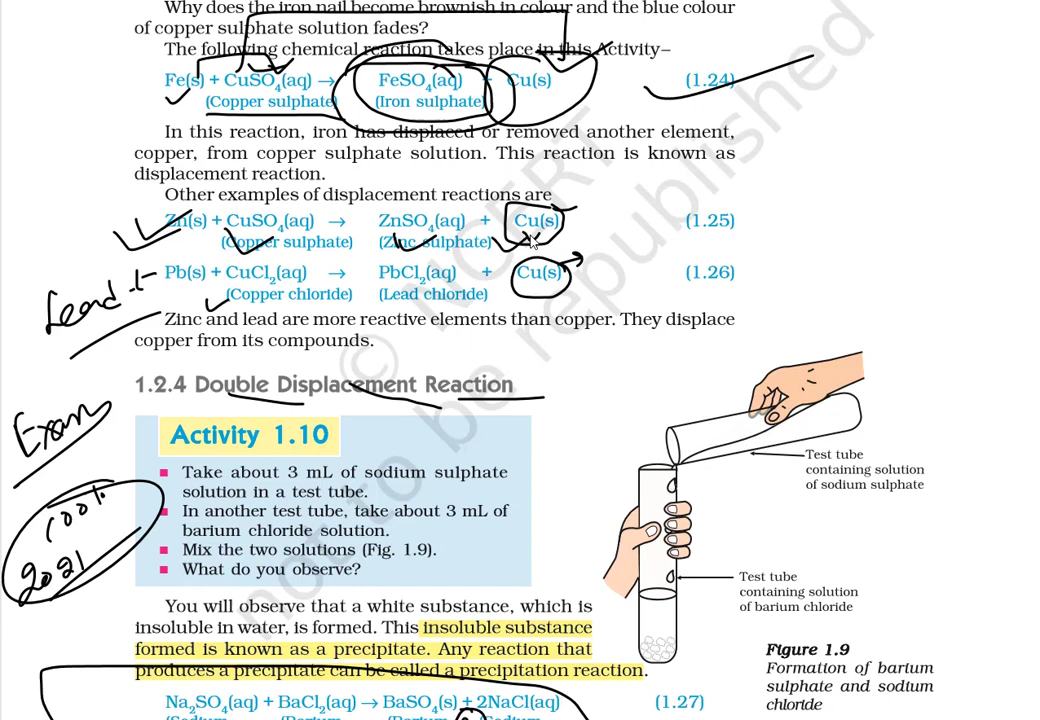 Why does the iron nail become brownish in colour and the blue colour
of copper sulphate solution fades?
The following chemical reaction takes place in this Activity–
Fe(s) + CuSO4(aq) → FeSO4(aq) + Cu(s) (1.24)
(Copper sulphate) (Iron sulphate)
In this reaction, iron has displaced or removed another element,
copper, from copper sulphate solution. This reaction is known as
displacement reaction.
Other examples of displacement reactions are
Zn(s) + CuSO4(aq) → ZnSO4(aq) + Cu(s) (1.25)
(Copper sulphate) (Zinc sulphate)
Lead
Pb(s) + CuCl2(aq) → PbCl2(aq) + Cu(s) (1.26)
(Copper chloride) (Lead chloride)
Zinc and lead are more reactive elements than copper. They displace
copper from its compounds.
1.2.4 Double Displacement Reaction
Exam
100%
2021
Activity 1.10
Take about 3 mL of sodium sulphate
solution in a test tube.
In another test tube, take about 3 mL of
barium chloride solution.
Mix the two solutions (Fig. 1.9).
What do you observe?
Test tube
containing solution
of sodium sulphate
Test tube
containing solution
of barium chloride
You will observe that a white substance, which is
insoluble in water, is formed. This insoluble substance
formed is known as a precipitate. Any reaction that
produces a precipitate can be called a precipitation reaction.
Figure 1.9
Formation of barium
sulphate and sodium
chloride
Na2SO4(aq) + BaCl2(aq) → BaSO4(s) + 2NaCl(aq) (1.27)
(Sodium (Barium (Barium (Sodium
© NCERT
not to be republished